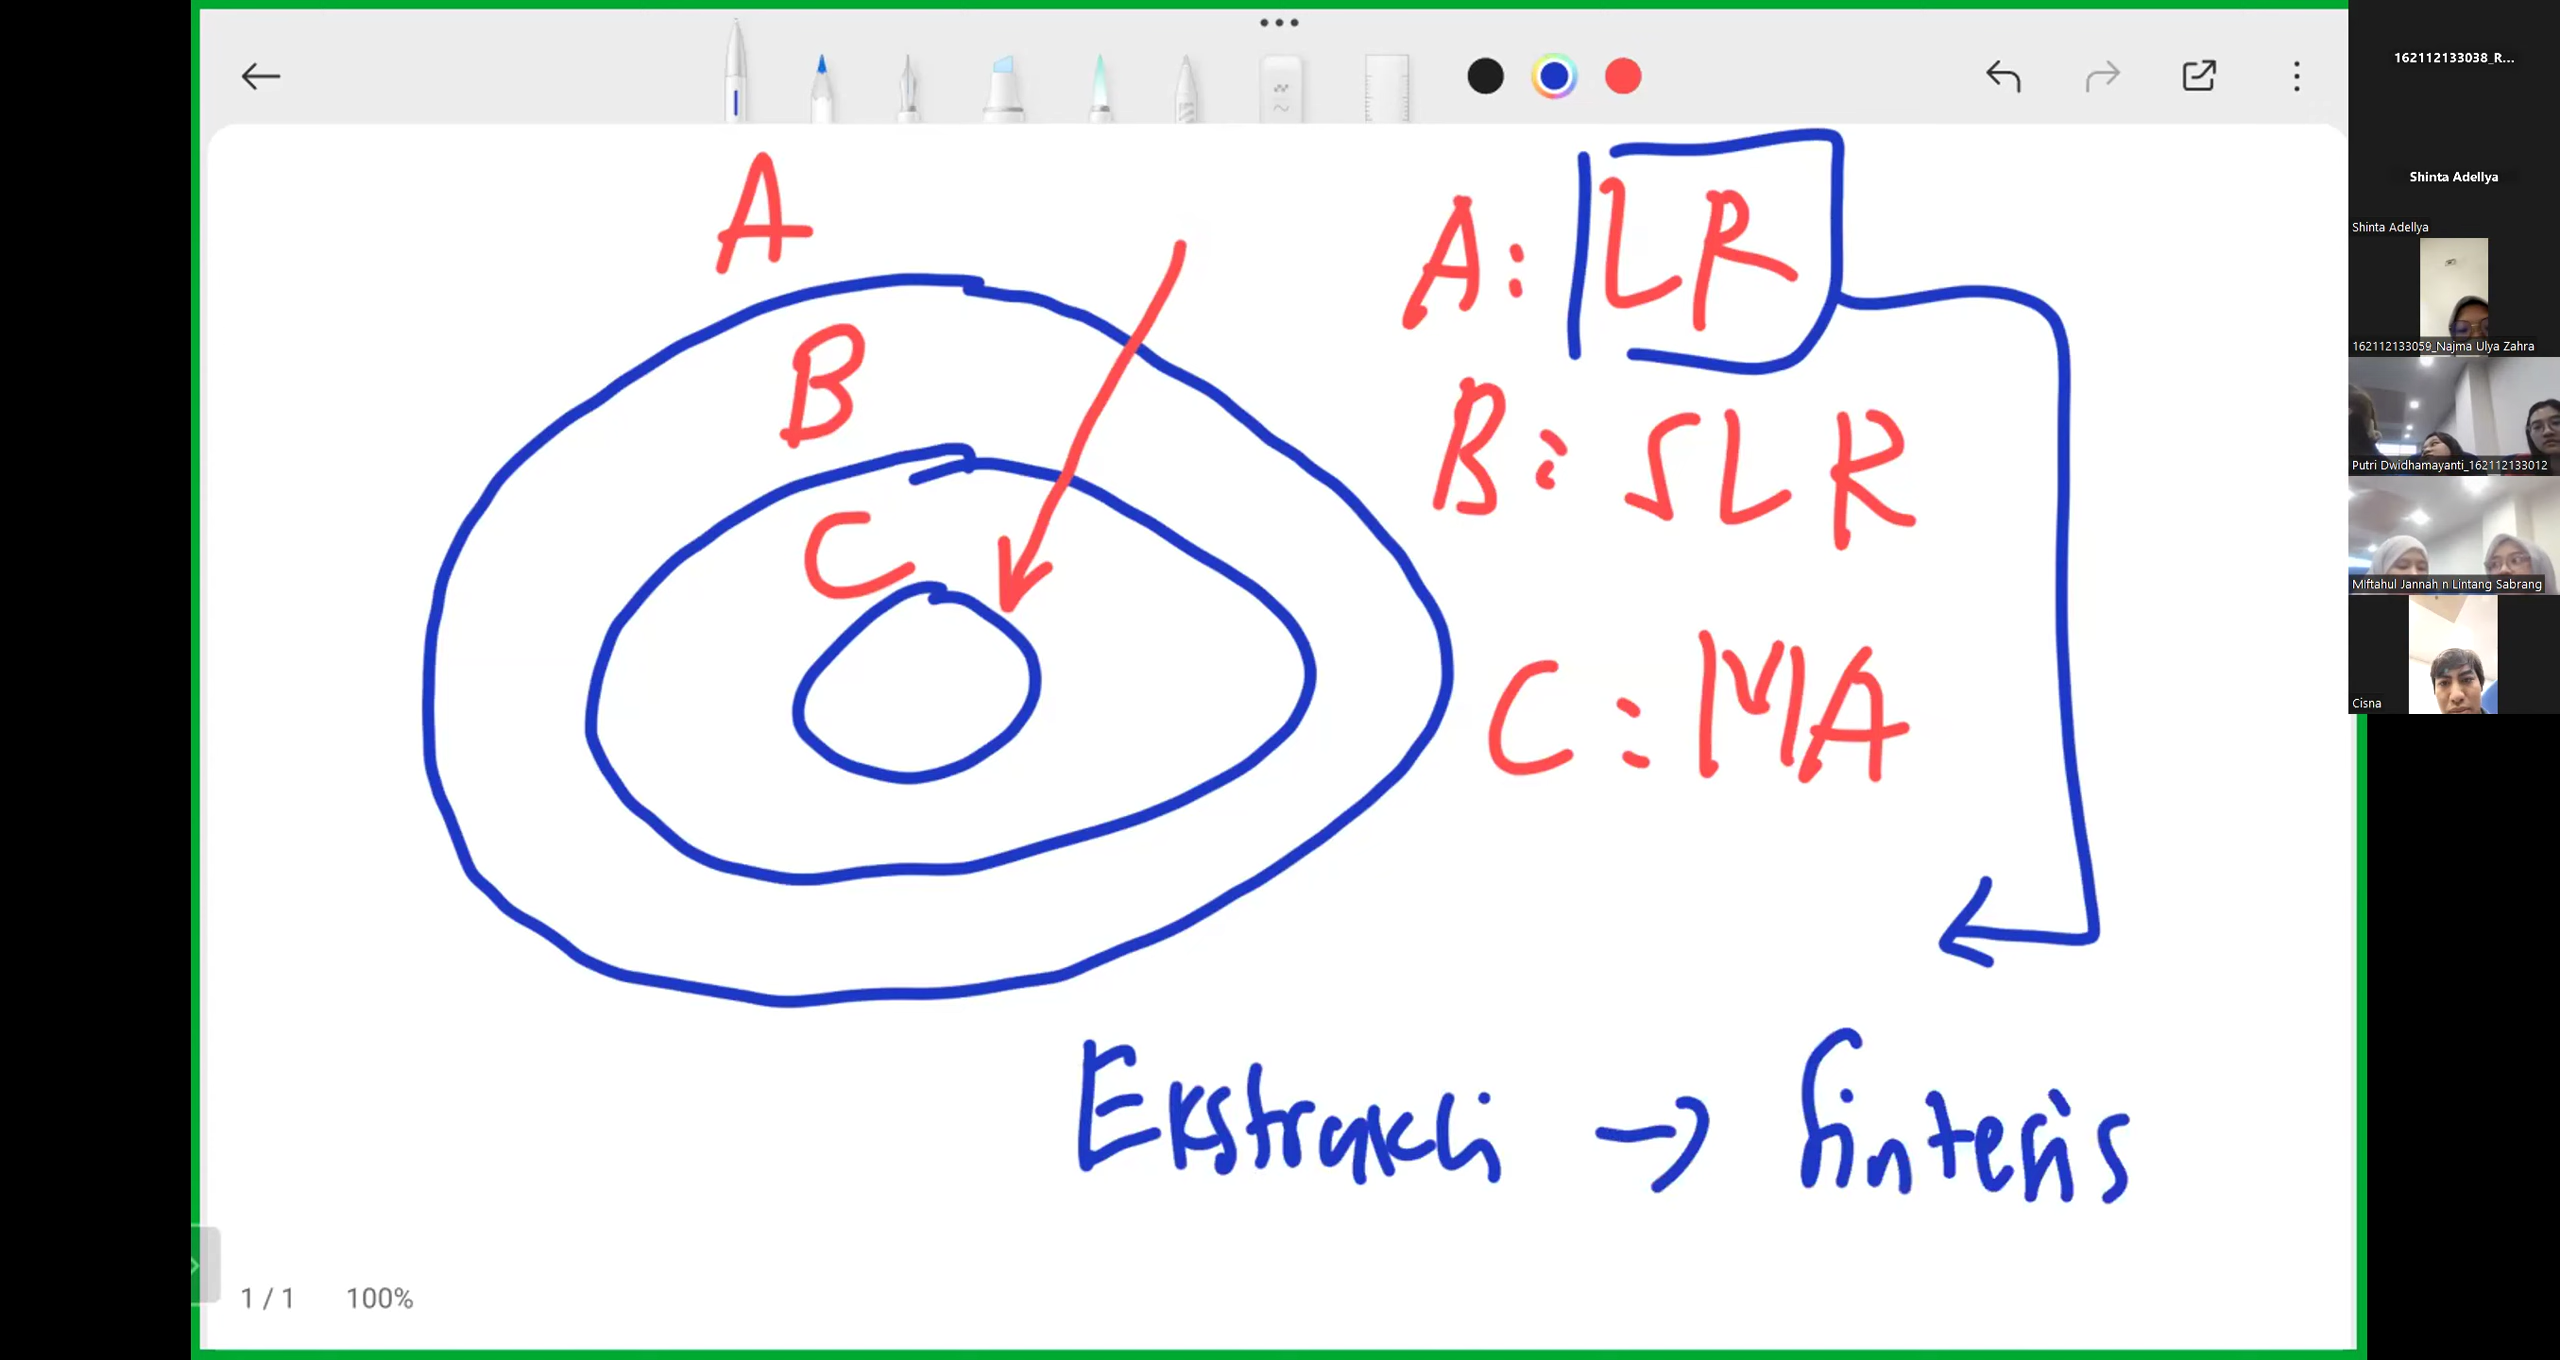 162112133038_R...
Shinta Adellya
Shinta Adellya
162112133059_Najma Ulya Zahra
Putri Dwidhamayanti_162112133012
Miftahul Jannah n Lintang Sabrang
Cisna
A
B
C
A: LR
B: SLR
C: MA
Ekstraksi → Sintesis
1 / 1 100%